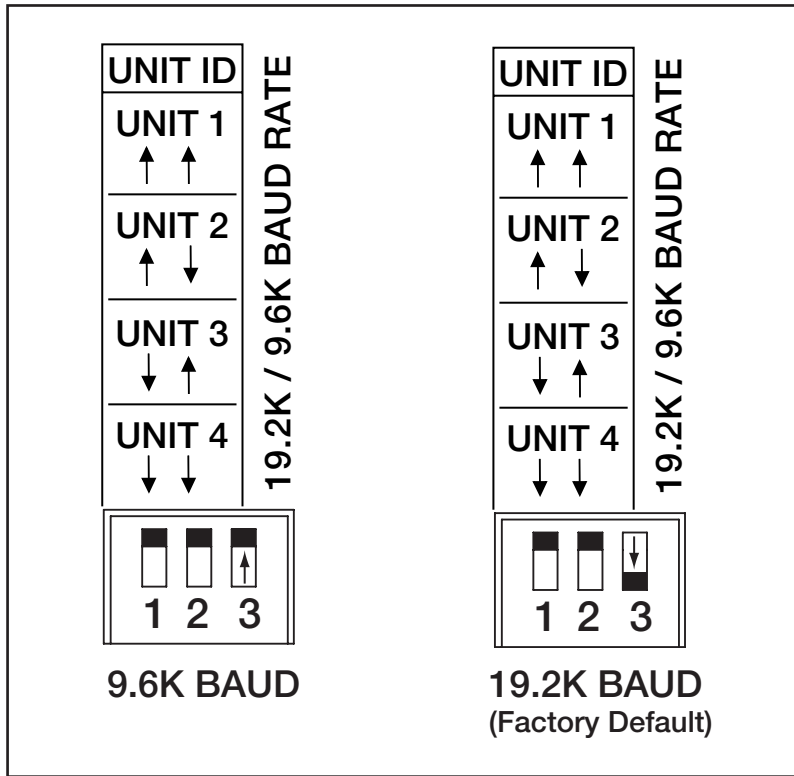 UNIT ID
UNIT 1
UNIT 2
UNIT 3
UNIT 4
19.2K / 9.6K BAUD RATE
1 2 3
9.6K BAUD
UNIT ID
UNIT 1
UNIT 2
UNIT 3
UNIT 4
19.2K / 9.6K BAUD RATE
1 2 3
19.2K BAUD
(Factory Default)